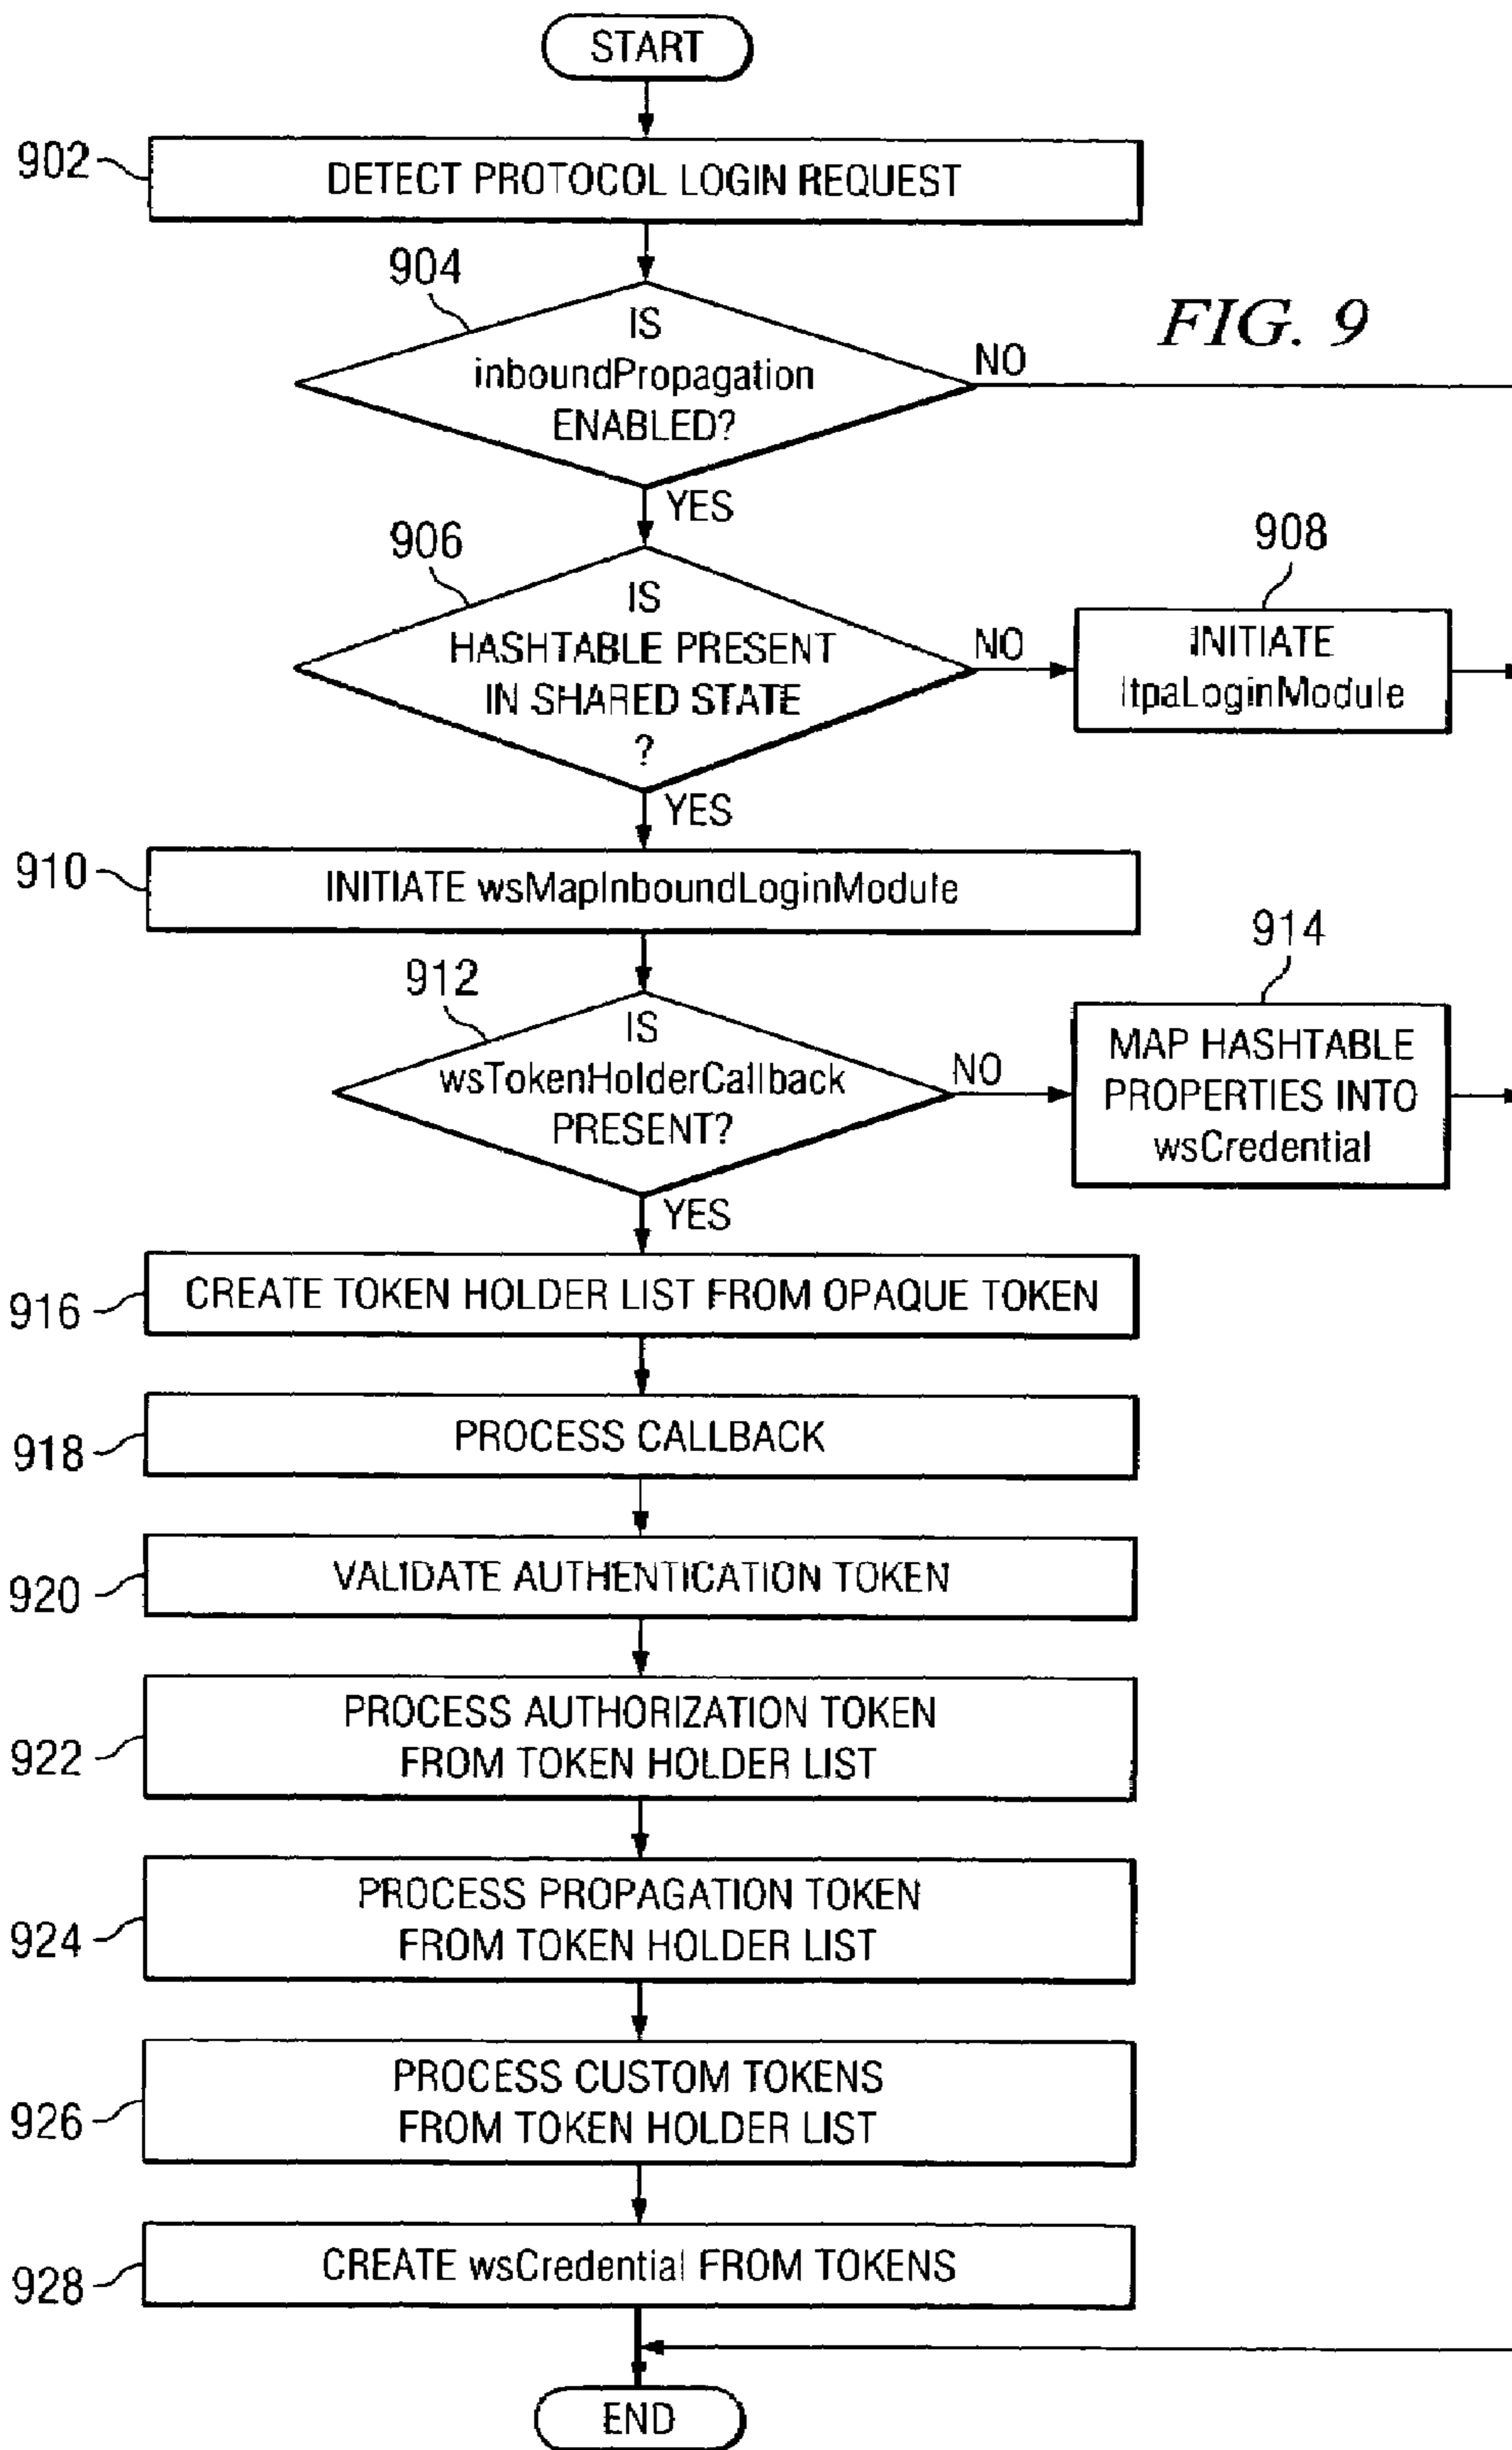 START
902
DETECT PROTOCOL LOGIN REQUEST
904
IS
inboundPropagation
ENABLED?
NO
FIG. 9
YES
906
IS
HASHTABLE PRESENT
IN SHARED STATE
?
NO
908
INITIATE
ltpaLoginModule
YES
910
INITIATE wsMapInboundLoginModule
912
IS
wsTokenHolderCallback
PRESENT?
NO
914
MAP HASHTABLE
PROPERTIES INTO
wsCredential
YES
916
CREATE TOKEN HOLDER LIST FROM OPAQUE TOKEN
918
PROCESS CALLBACK
920
VALIDATE AUTHENTICATION TOKEN
922
PROCESS AUTHORIZATION TOKEN
FROM TOKEN HOLDER LIST
924
PROCESS PROPAGATION TOKEN
FROM TOKEN HOLDER LIST
926
PROCESS CUSTOM TOKENS
FROM TOKEN HOLDER LIST
928
CREATE wsCredential FROM TOKENS
END